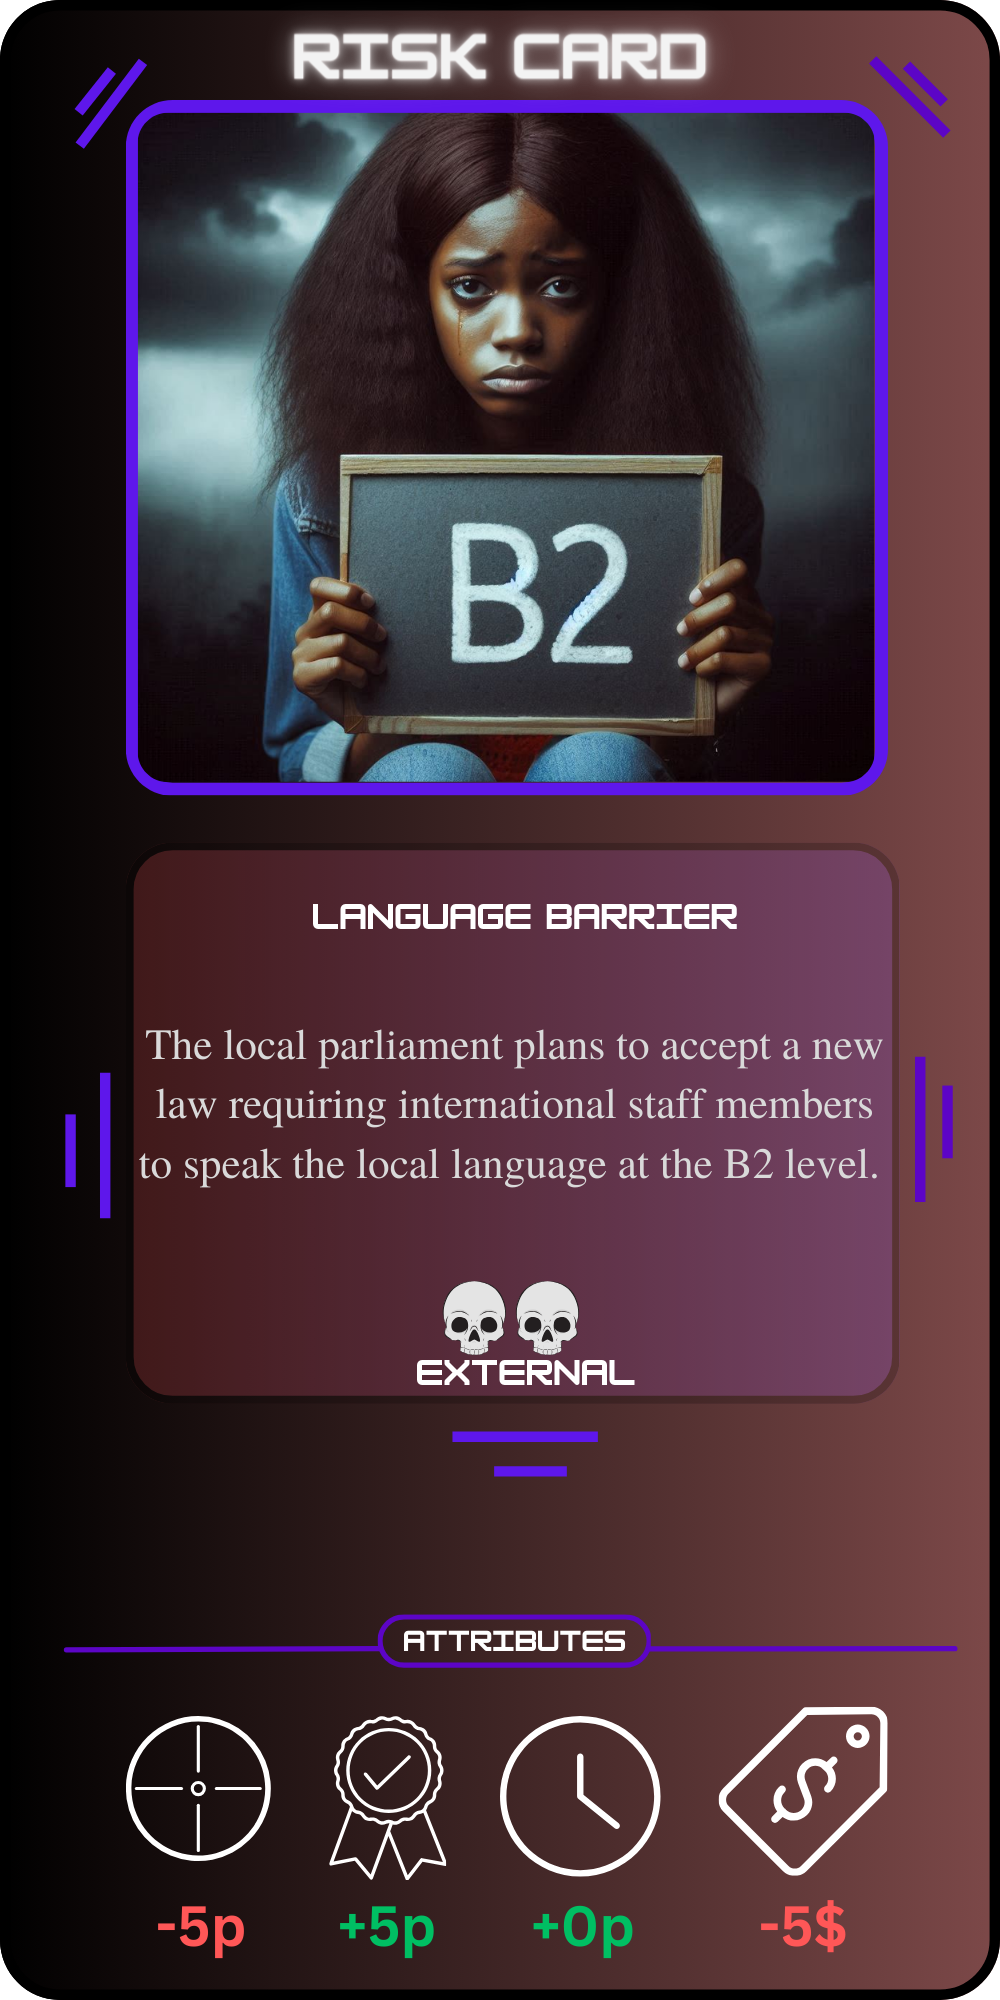 RISK CARD
B2
LANGUAGE BARRIER
The local parliament plans to accept a new
law requiring international staff members
to speak the local language at the B2 level.
EXTERNAL
ATTRIBUTES
$
-5p +5p +0p -5$